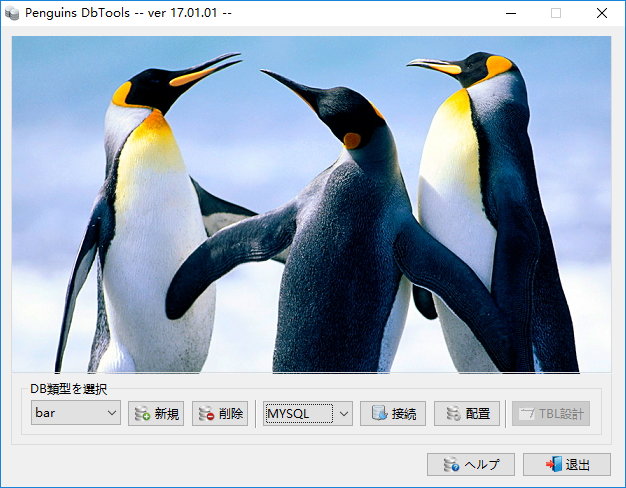 Penguins DbTools -- ver 17.01.01 --
DB類型を選択
bar 新規 削除 MYSQL 接続 配置 TBL設計
ヘルプ 退出